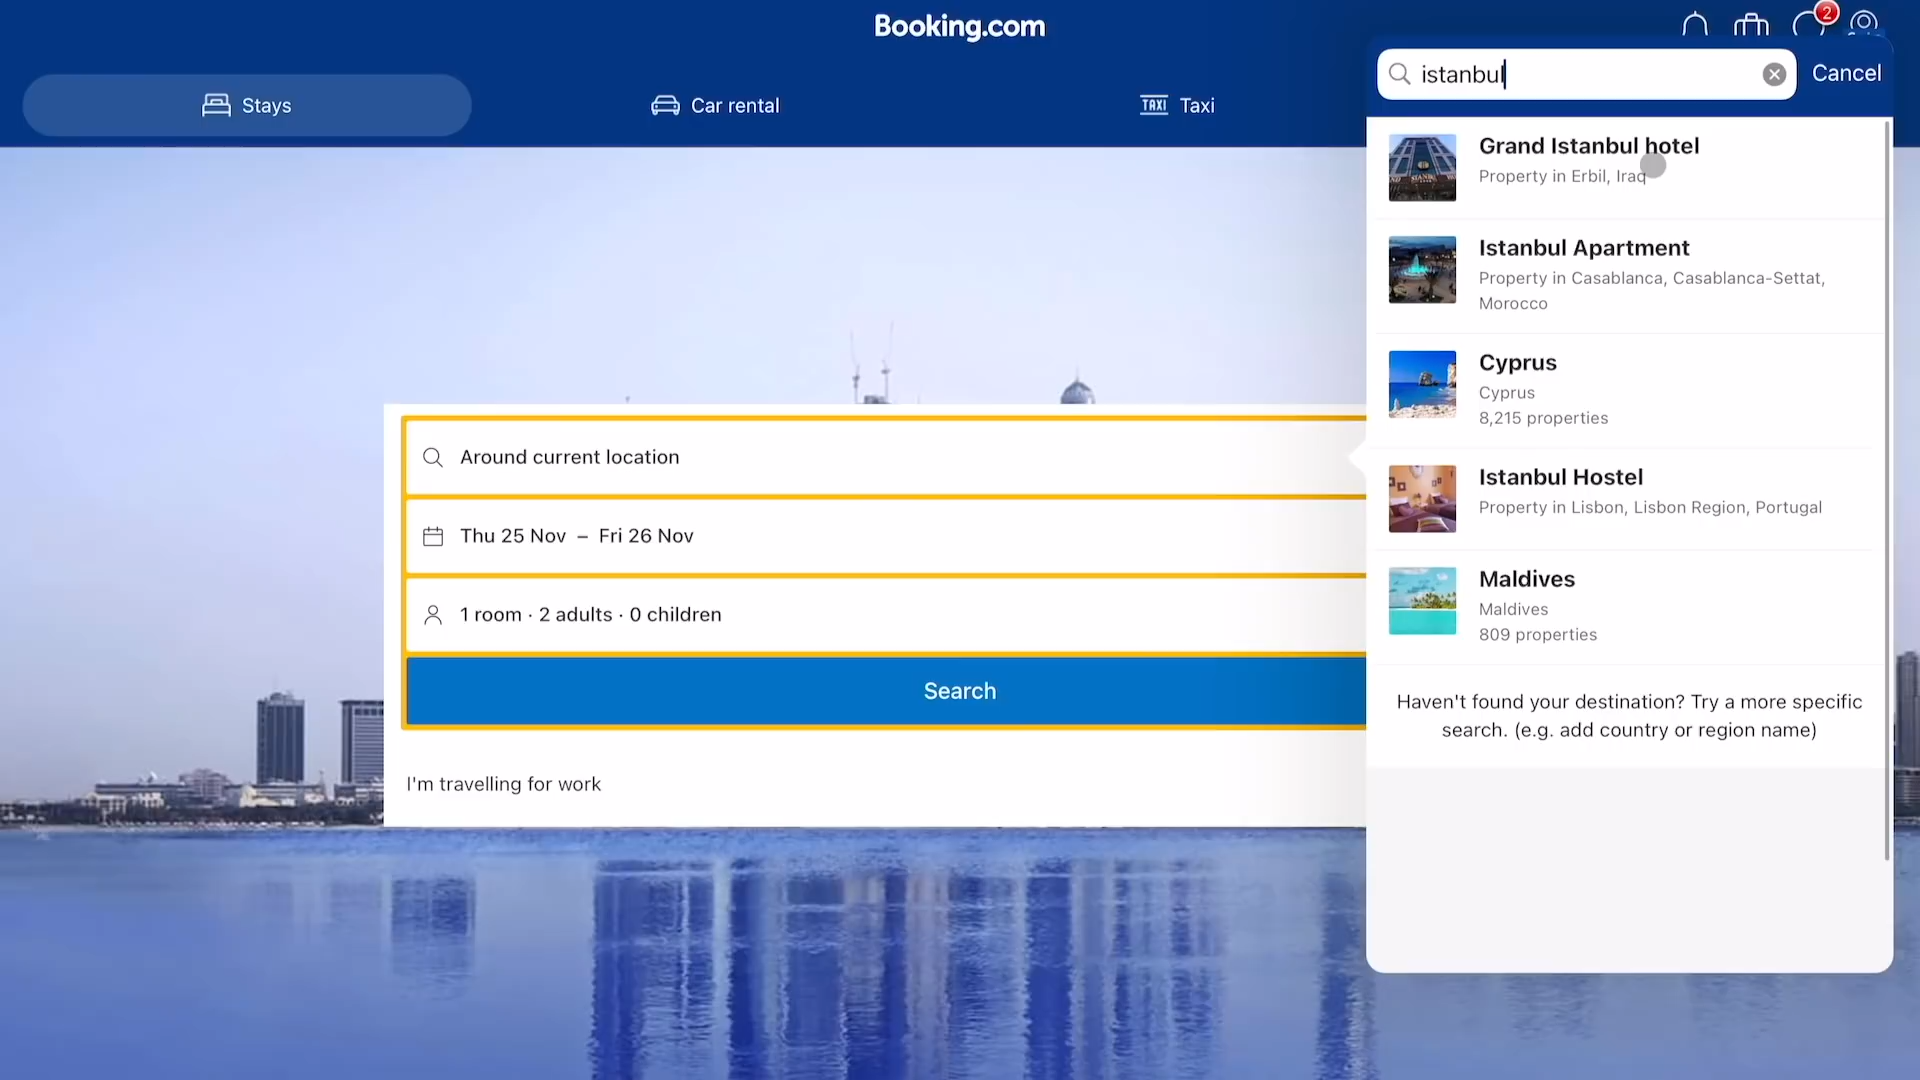 Booking.com
2
Stays
Car rental
TAXI Taxi
istanbul
Cancel
Grand Istanbul hotel
Property in Erbil, Iraq
Istanbul Apartment
Property in Casablanca, Casablanca-Settat,
Morocco
Cyprus
Cyprus
8,215 properties
Istanbul Hostel
Property in Lisbon, Lisbon Region, Portugal
Maldives
Maldives
809 properties
Haven't found your destination? Try a more specific
search. (e.g. add country or region name)
Around current location
Thu 25 Nov – Fri 26 Nov
1 room · 2 adults · 0 children
Search
I'm travelling for work